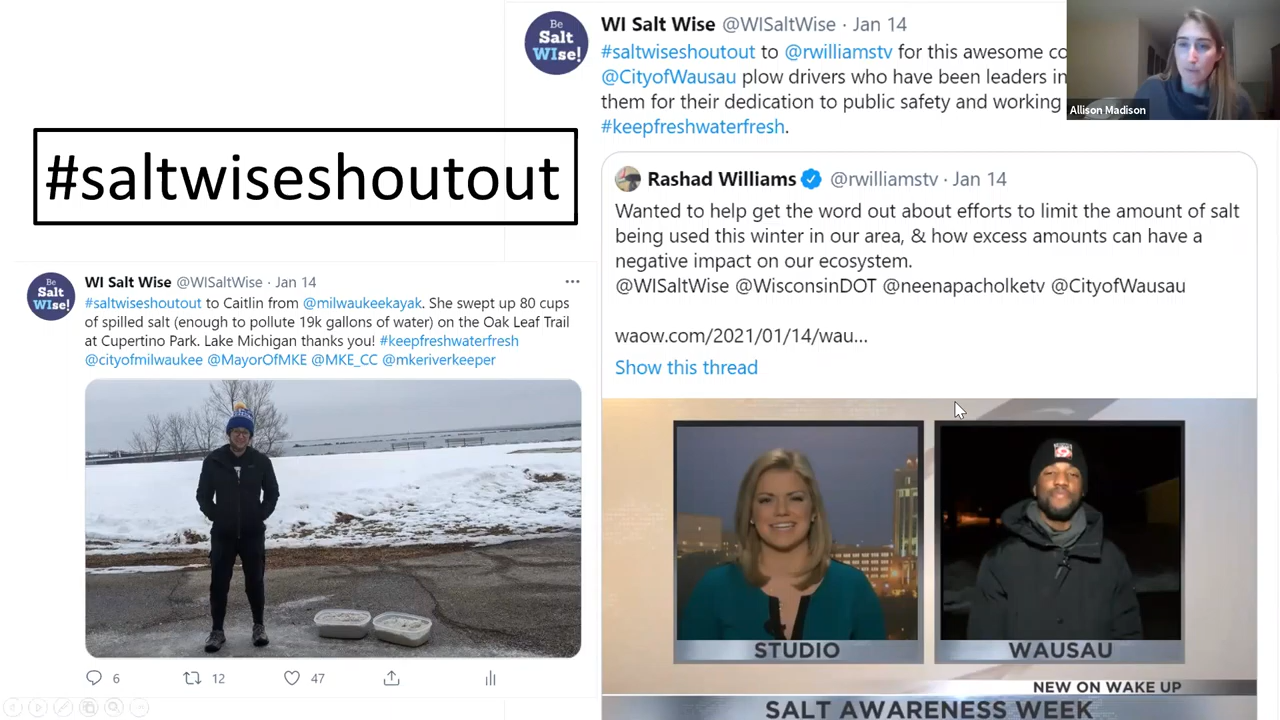 #saltwiseshoutout
WI Salt Wise @WISaltWise · Jan 14
#saltwiseshoutout to Caitlin from @milwaukeekayak. She swept up 80 cups
of spilled salt (enough to pollute 19k gallons of water) on the Oak Leaf Trail
at Cupertino Park. Lake Michigan thanks you! #keepfreshwaterfresh
@cityofmilwaukee @MayorOfMKE @MKE_CC @mkeriverkeeper
Be
Salt
WIse!
6 12 47
Be
Salt
WIse!
WI Salt Wise @WISaltWise · Jan 14
#saltwiseshoutout to @rwilliamstv for this awesome co
@CityofWausau plow drivers who have been leaders in
them for their dedication to public safety and working
#keepfreshwaterfresh.
Rashad Williams @rwilliamstv · Jan 14
Wanted to help get the word out about efforts to limit the amount of salt
being used this winter in our area, & how excess amounts can have a
negative impact on our ecosystem.
@WISaltWise @WisconsinDOT @neenapacholketv @CityofWausau
waow.com/2021/01/14/wau...
Show this thread
STUDIO
WAUSAU
NEW ON WAKE UP
SALT AWARENESS WEEK
Allison Madison